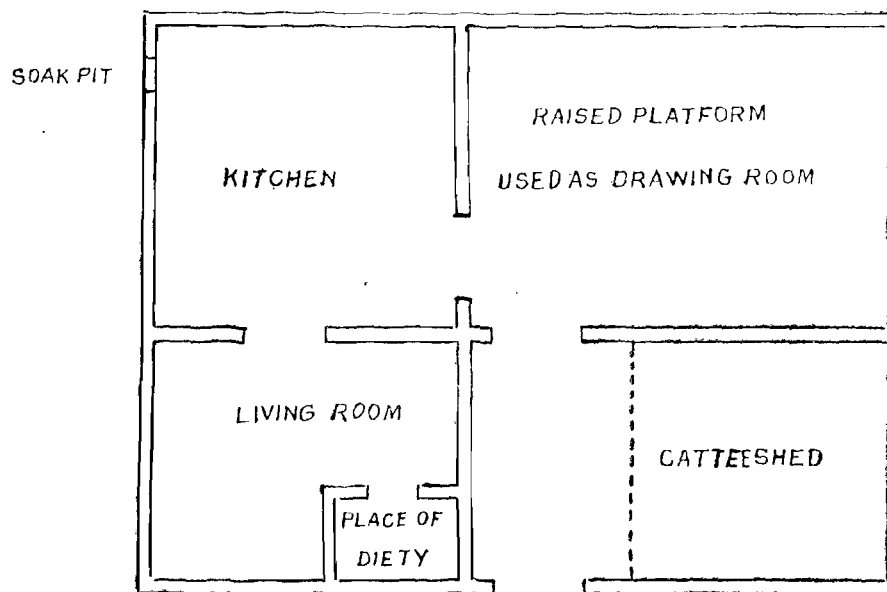 SOAK PIT
RAISED PLATFORM
KITCHEN
USED AS DRAWING ROOM
LIVING ROOM
CATTEESHED
PLACE OF
DIETY